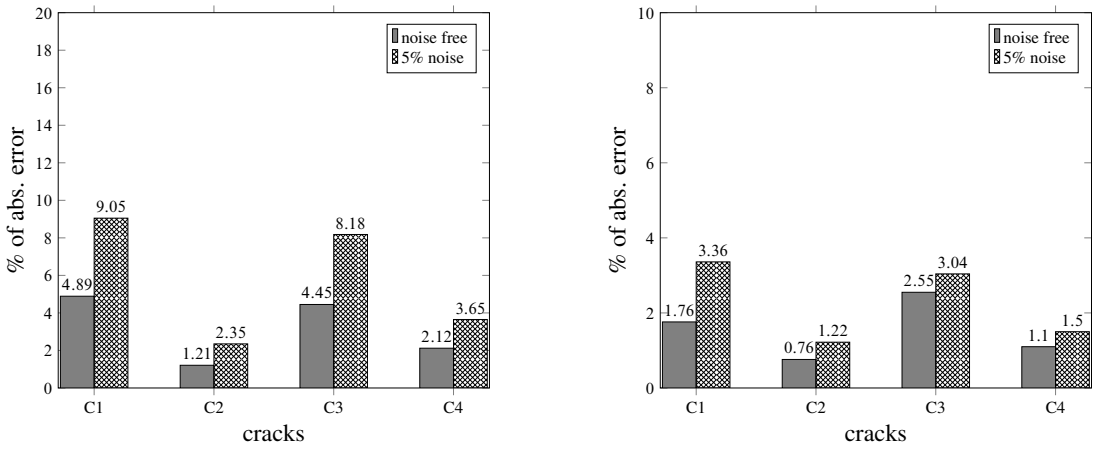 20
18
16
14
12
10
8
6
4
2
0
% of abs. error
noise free
5% noise
4.89
9.05
1.21
2.35
4.45
8.18
2.12
3.65
C1
C2
C3
C4
cracks
10
8
6
4
2
0
% of abs. error
noise free
5% noise
1.76
3.36
0.76
1.22
2.55
3.04
1.1
1.5
C1
C2
C3
C4
cracks